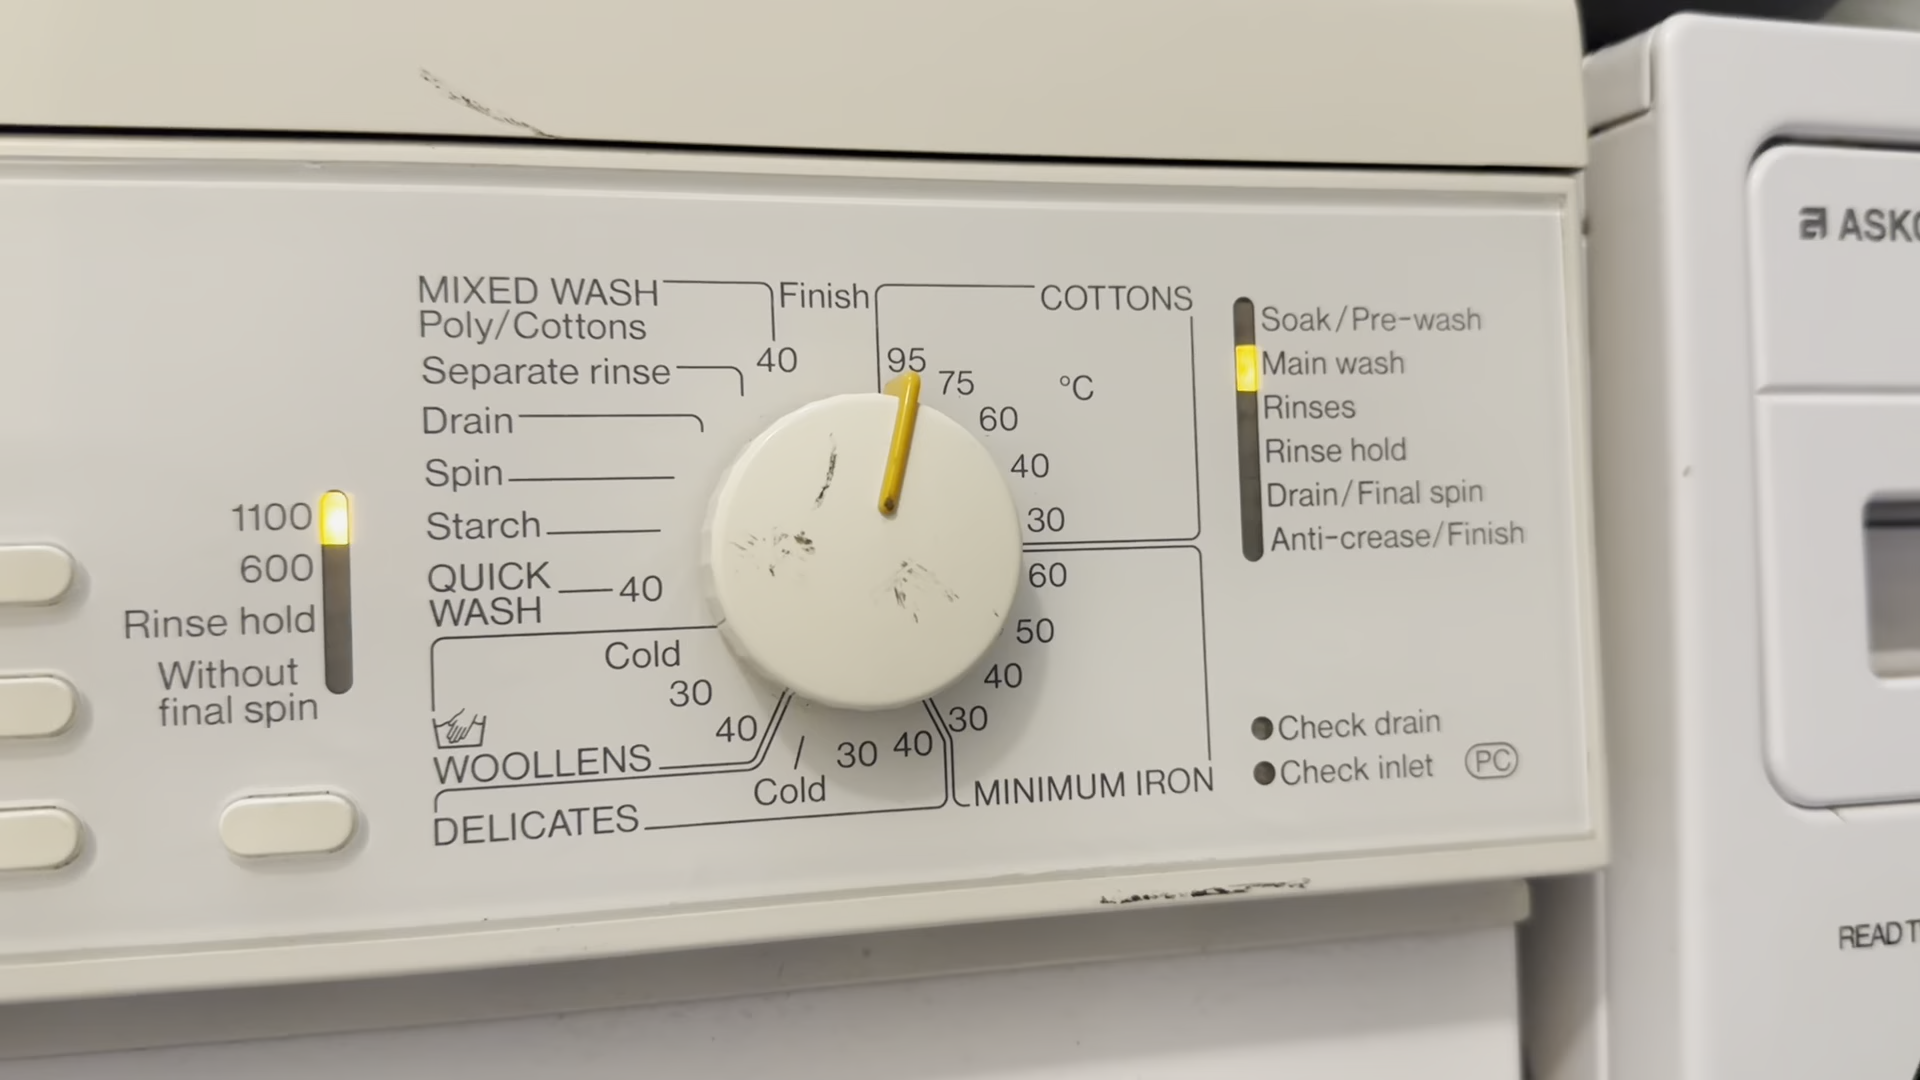 MIXED WASH
Poly/Cottons
Separate rinse
Drain
Spin
Starch
QUICK WASH 40
Finish
40
COTTONS
°C
95
75
60
40
30
60
50
40
30
MINIMUM IRON
40
30
Cold
DELICATES
Cold
30
40
WOOLLENS
1100
600
Rinse hold
Without
final spin
Soak/Pre-wash
Main wash
Rinses
Rinse hold
Drain/Final spin
Anti-crease/Finish
Check drain
Check inlet
PC
ASKO
READ